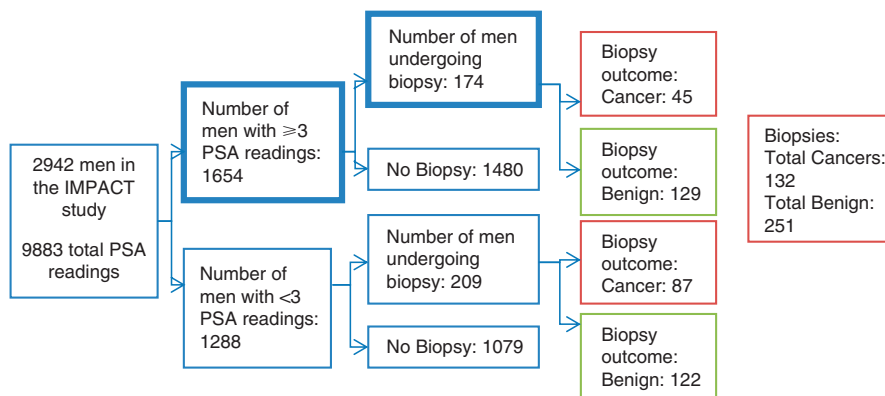 2942 men in
the IMPACT
study
9883 total PSA
readings
Number of
men with ⩾3
PSA readings:
1654
Number of men
undergoing
biopsy: 174
Biopsy
outcome:
Cancer: 45
Biopsy
outcome:
Benign: 129
No Biopsy: 1480
Number of
men with <3
PSA readings:
1288
Number of men
undergoing
biopsy: 209
Biopsy
outcome:
Cancer: 87
Biopsy
outcome:
Benign: 122
No Biopsy: 1079
Biopsies:
Total Cancers:
132
Total Benign:
251